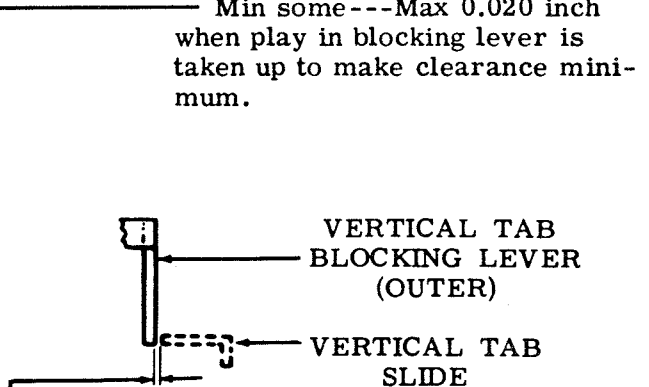 Min some---Max 0.020 inch
when play in blocking lever is
taken up to make clearance mini-
mum.
VERTICAL TAB
BLOCKING LEVER
(OUTER)
VERTICAL TAB
SLIDE